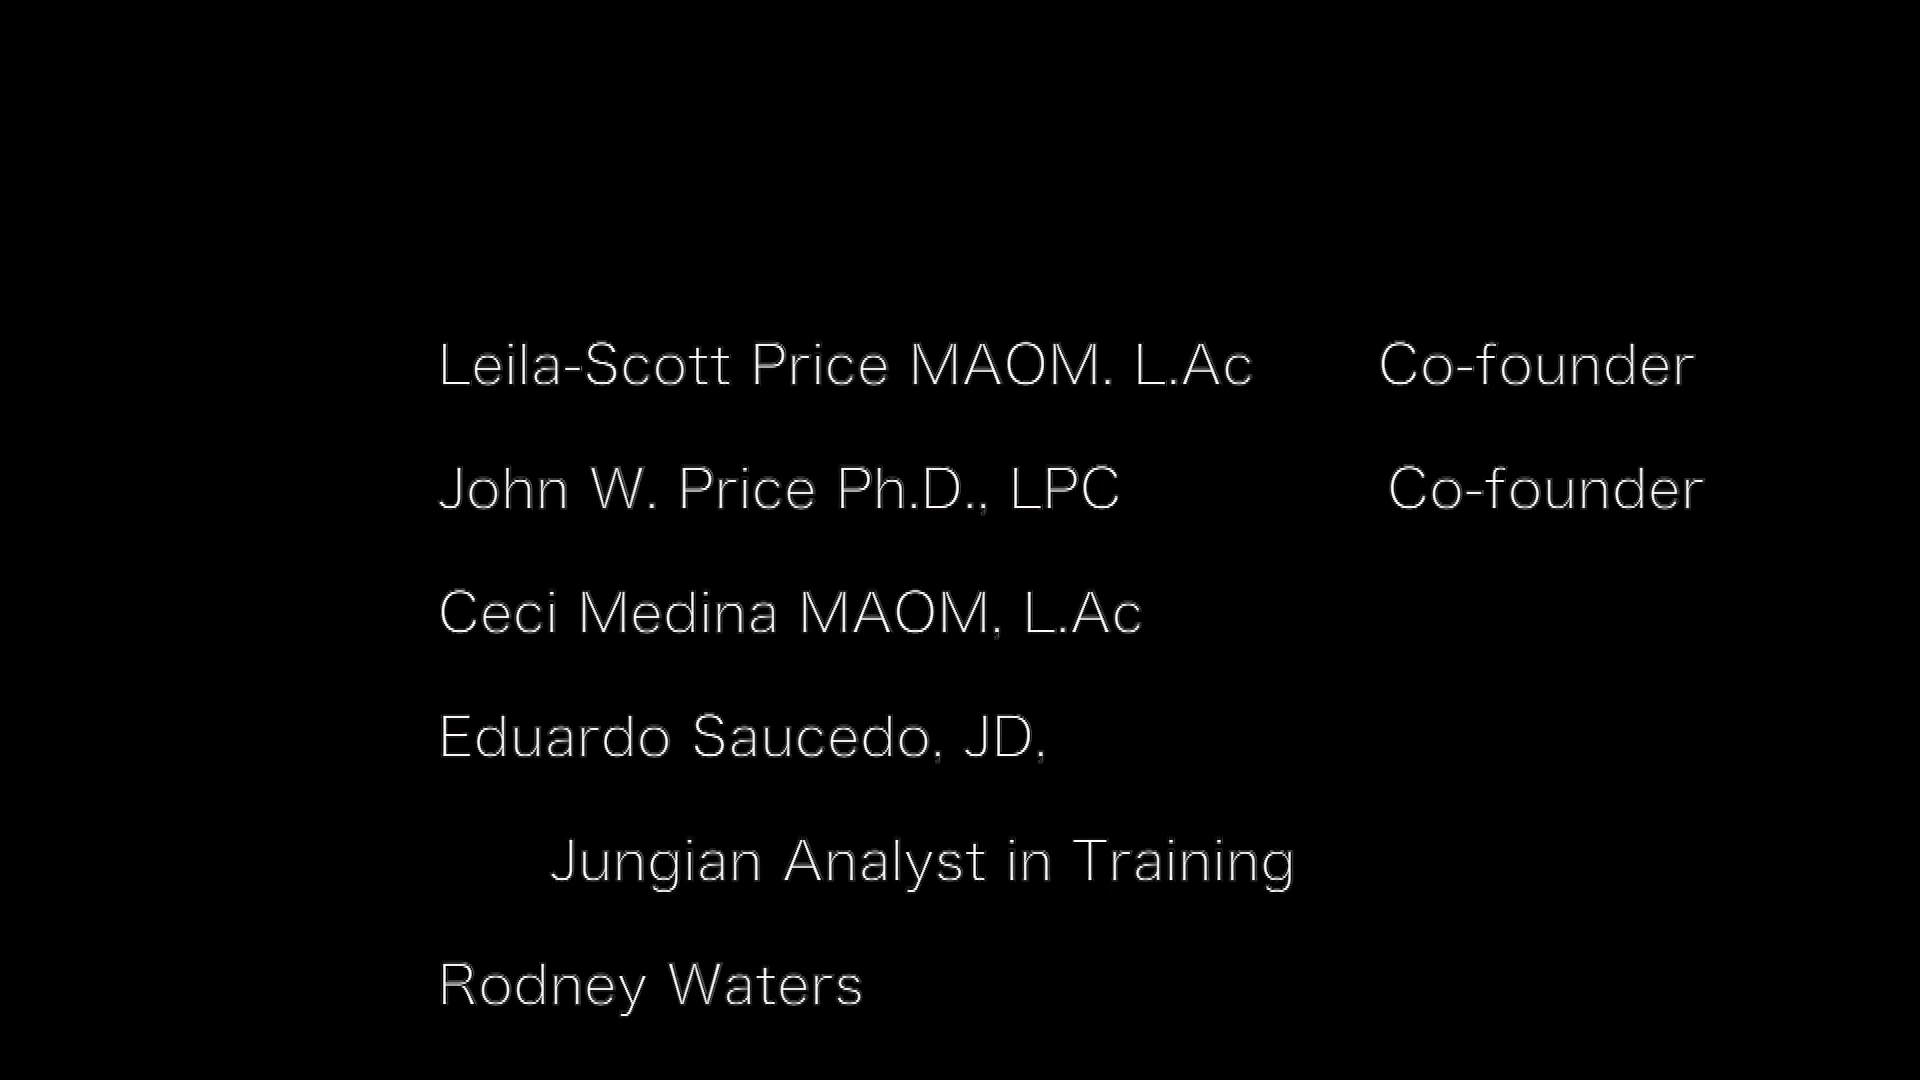 Leila-Scott Price MAOM. L.Ac Co-founder
John W. Price Ph.D., LPC Co-founder
Ceci Medina MAOM, L.Ac
Eduardo Saucedo, JD,
Jungian Analyst in Training
Rodney Waters